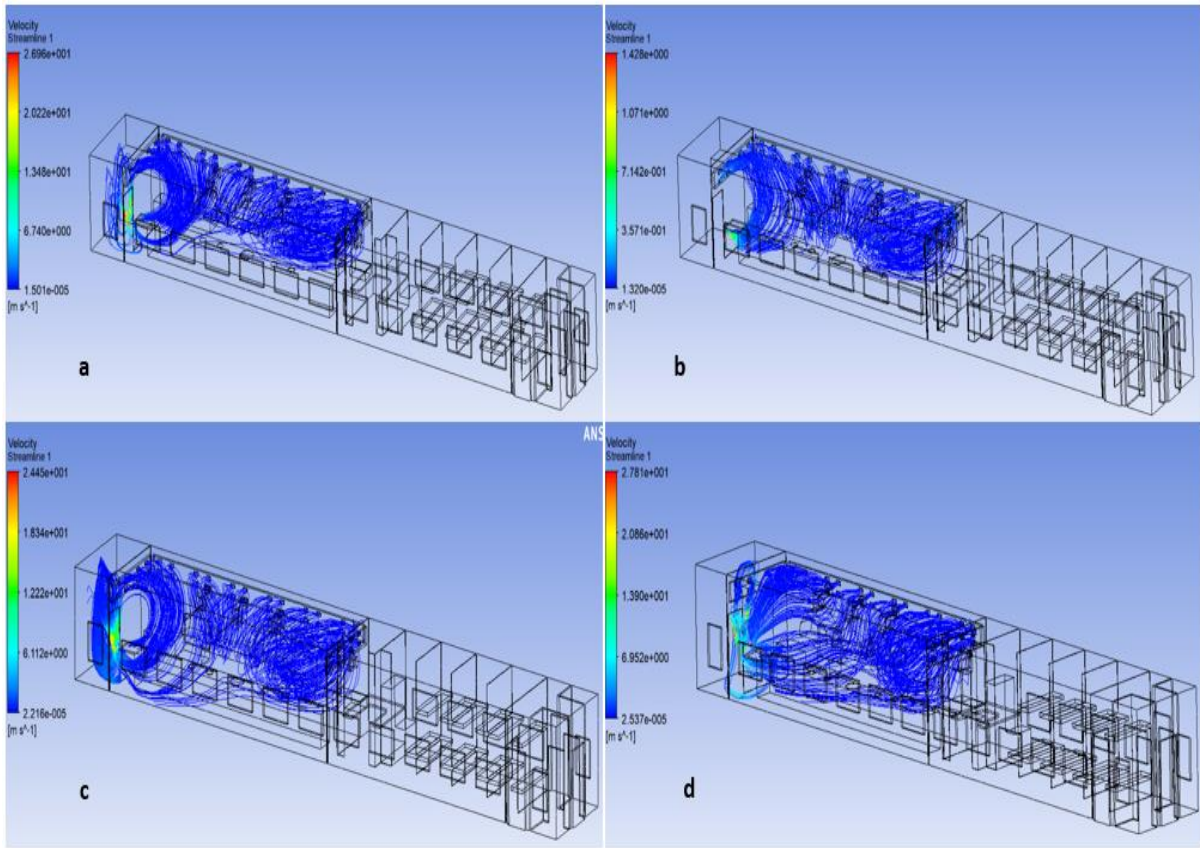 Velocity
Streamline 1
2.696e+001
2.022e+001
1.348e+001
6.740e+000
1.501e-005
[m s^-1]
a
Velocity
Streamline 1
1.428e+000
1.071e+000
7.142e-001
3.571e-001
1.320e-005
[m s^-1]
b
ANS
Velocity
Streamline 1
2.445e+001
1.834e+001
1.222e+001
6.112e+000
2.216e-005
[m s^-1]
c
Velocity
Streamline 1
2.781e+001
2.086e+001
1.390e+001
6.952e+000
2.537e-005
[m s^-1]
d